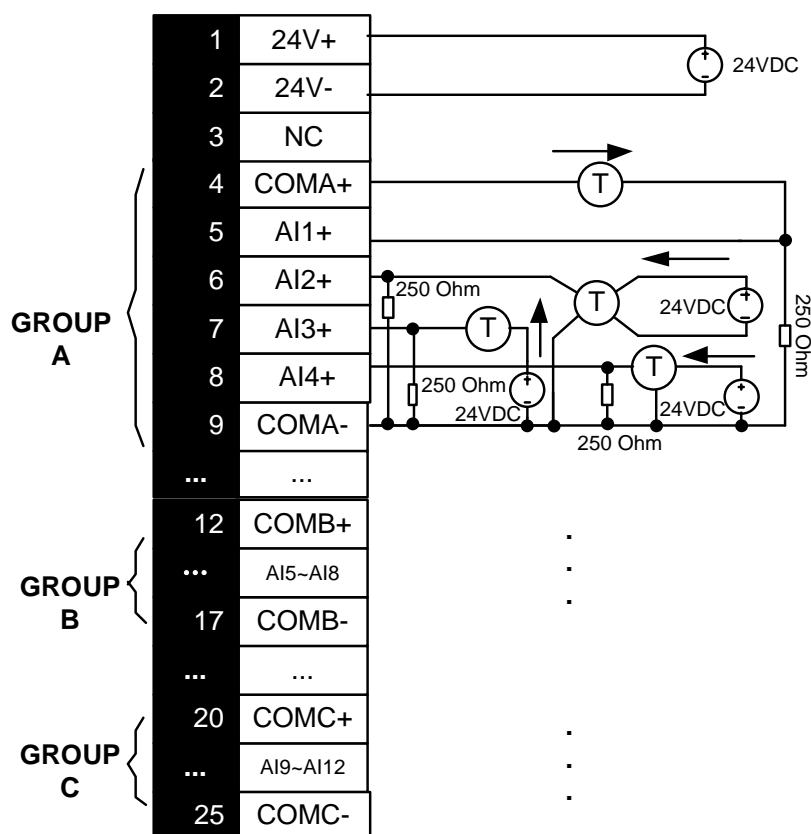 1 24V+
2 24V-
3 NC
4 COMA+
5 AI1+
6 AI2+
7 AI3+
8 AI4+
9 COMA-
... ...
12 COMB+
... AI5~AI8
17 COMB-
... ...
20 COMC+
... AI9~AI12
25 COMC-
GROUP
A
GROUP
B
GROUP
C
+
-
24VDC
T
250 Ohm
T
+
-
24VDC
250 Ohm
T
250 Ohm
+
-
24VDC
T
250 Ohm
+
-
24VDC